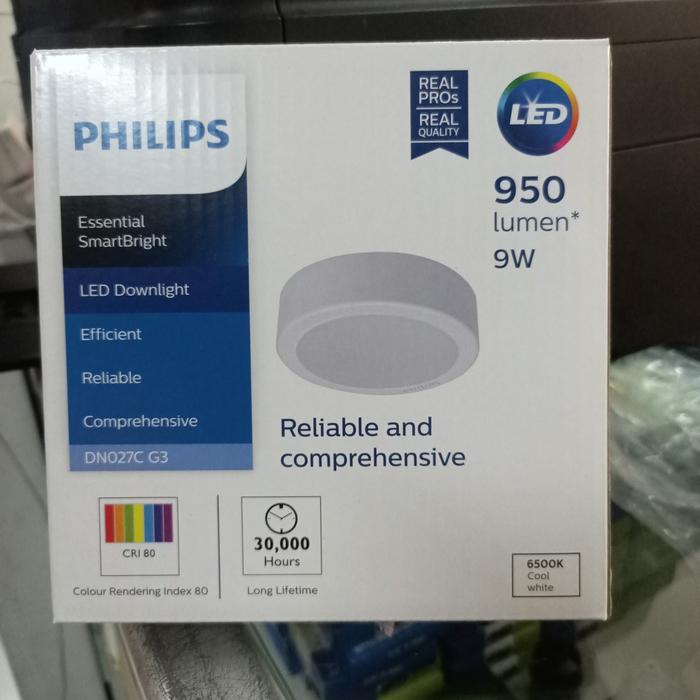 PHILIPS
Essential
SmartBright
LED Downlight
Efficient
Reliable
Comprehensive
DN027C G3
REAL
PROs
REAL
QUALITY
LED
950
lumen*
9W
Reliable and
comprehensive
CRI 80
Colour Rendering Index 80
30,000
Hours
Long Lifetime
6500K
Cool
white